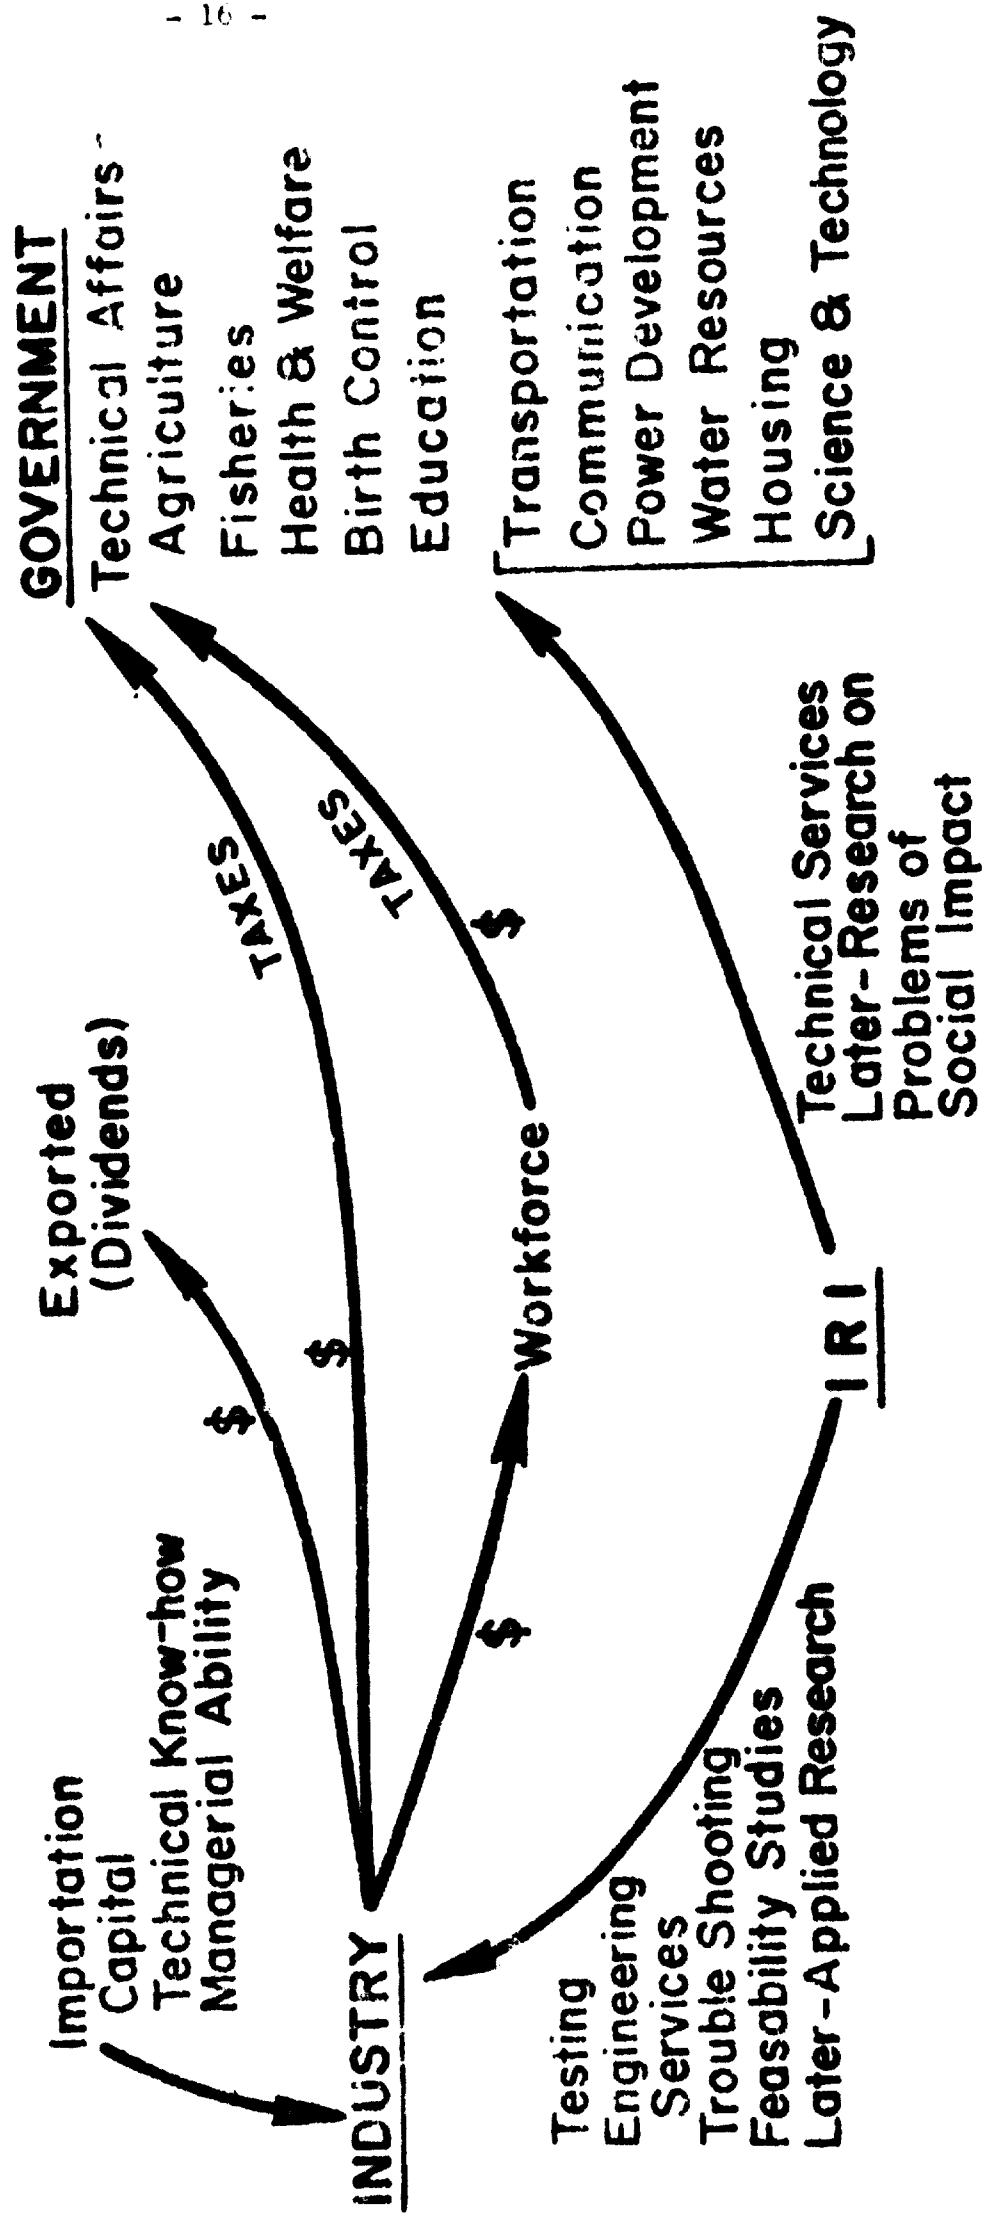 - 16 -
Importation
Capital
Technical Know-how
Managerial Ability
Exported
(Dividends)
GOVERNMENT
Technical Affairs
Agriculture
Fisheries
Health & Welfare
Birth Control
Education
Transportation
Communication
Power Development
Water Resources
Housing
Science & Technology
TAXES
TAXES
$
$
$
$
INDUSTRY
Workforce
IRI
Testing
Engineering
Services
Trouble Shooting
Feasability Studies
Later-Applied Research
Technical Services
Later-Research on
Problems of
Social Impact